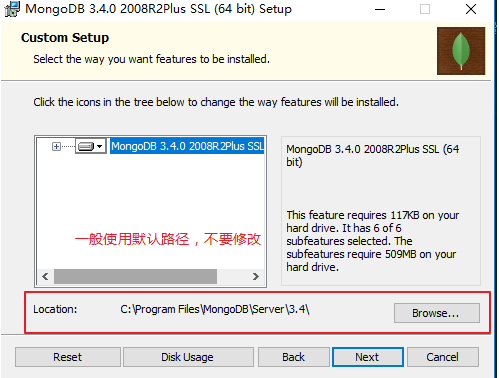 MongoDB 3.4.0 2008R2Plus SSL (64 bit) Setup
Custom Setup
Select the way you want features to be installed.
Click the icons in the tree below to change the way features will be installed.
MongoDB 3.4.0 2008R2Plus SSL
一般使用默认路径，不要修改
MongoDB 3.4.0 2008R2Plus SSL (64
bit)
This feature requires 117KB on your
hard drive. It has 6 of 6
subfeatures selected. The
subfeatures require 509MB on your
hard drive.
Location: C:\Program Files\MongoDB\Server\3.4\
Browse...
Reset Disk Usage Back Next Cancel